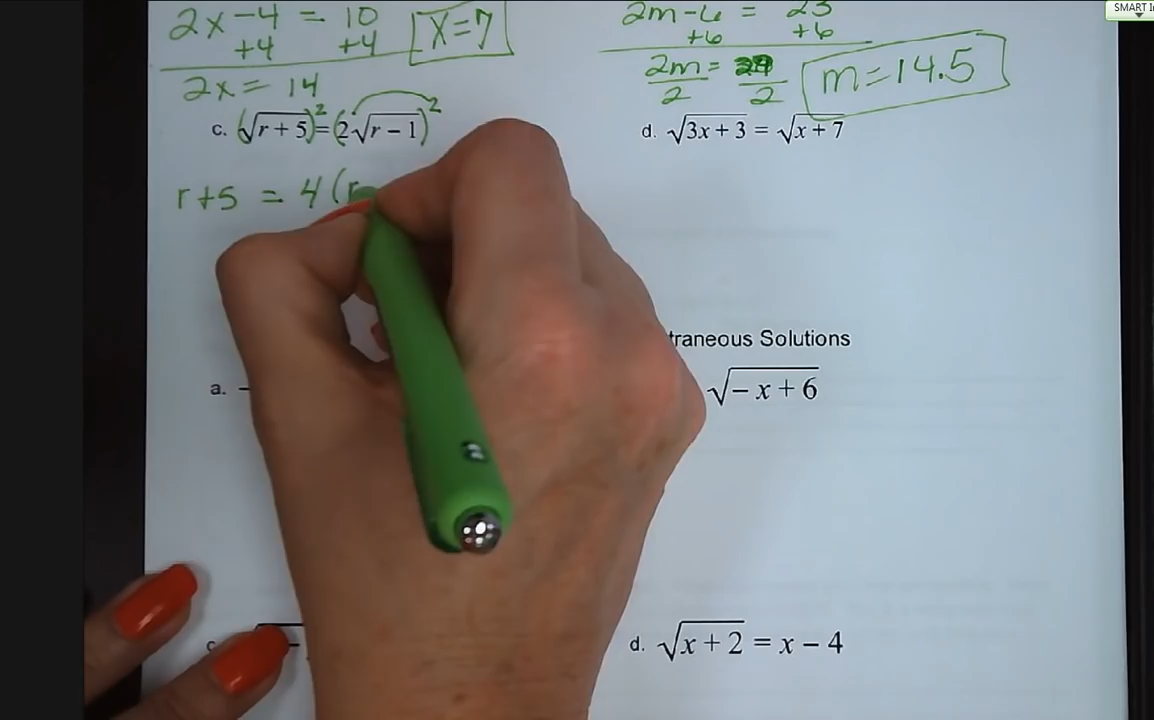 SMART
2x - 4 = 10
+4 +4
x=7
2x = 14
2m-6 = 23
+6 +6
2m =
2 2
m=14.5
c. (√r + 5)² = (2√r − 1)²
r+5 = 4(r
d. √3x + 3 = √x + 7
traneous Solutions
a. −
√− x + 6
d. √x + 2 = x − 4